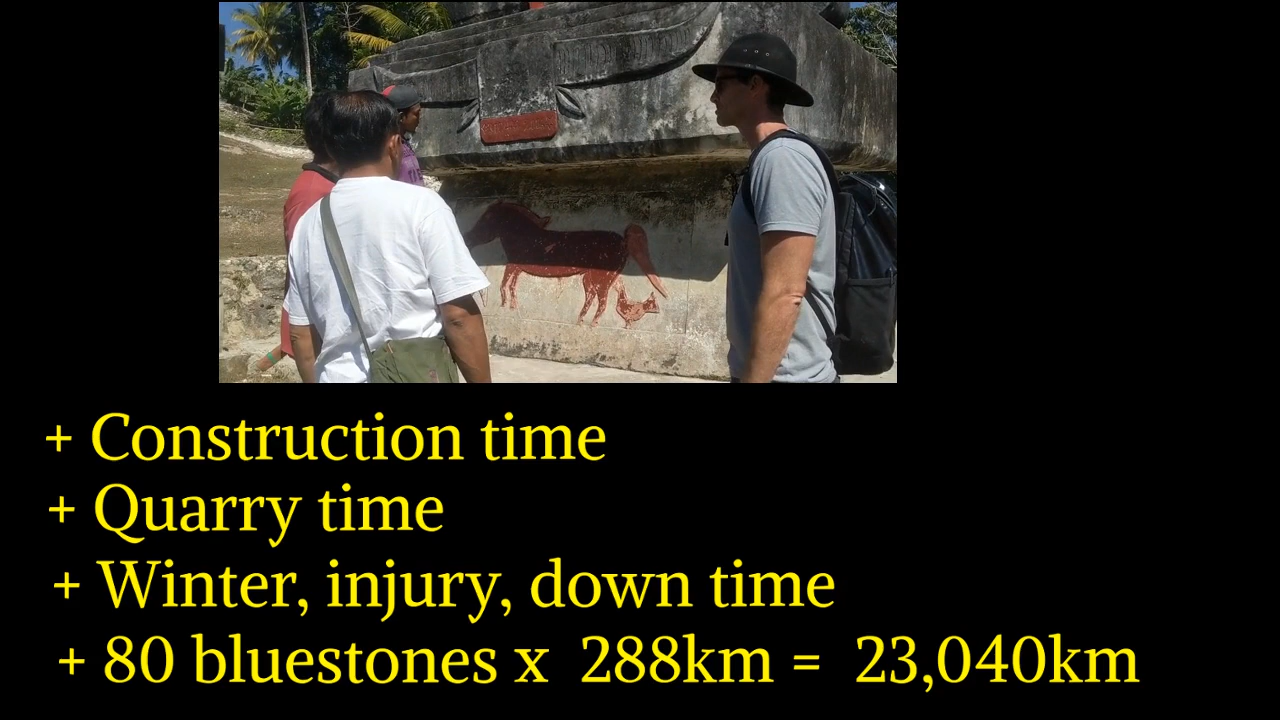 + Construction time
+ Quarry time
+ Winter, injury, down time
+ 80 bluestones x 288km = 23,040km